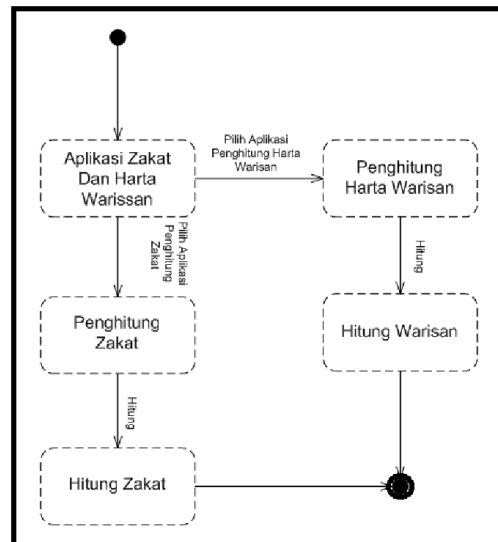 Aplikasi Zakat
Dan Harta
Warissan
Pilih Aplikasi
Penghitung Harta
Warisan
Penghitung
Harta Warisan
Pilih Aplikasi
Penghitung
Zakat
Hitung
Penghitung
Zakat
Hitung Warisan
Hitung
Hitung Zakat